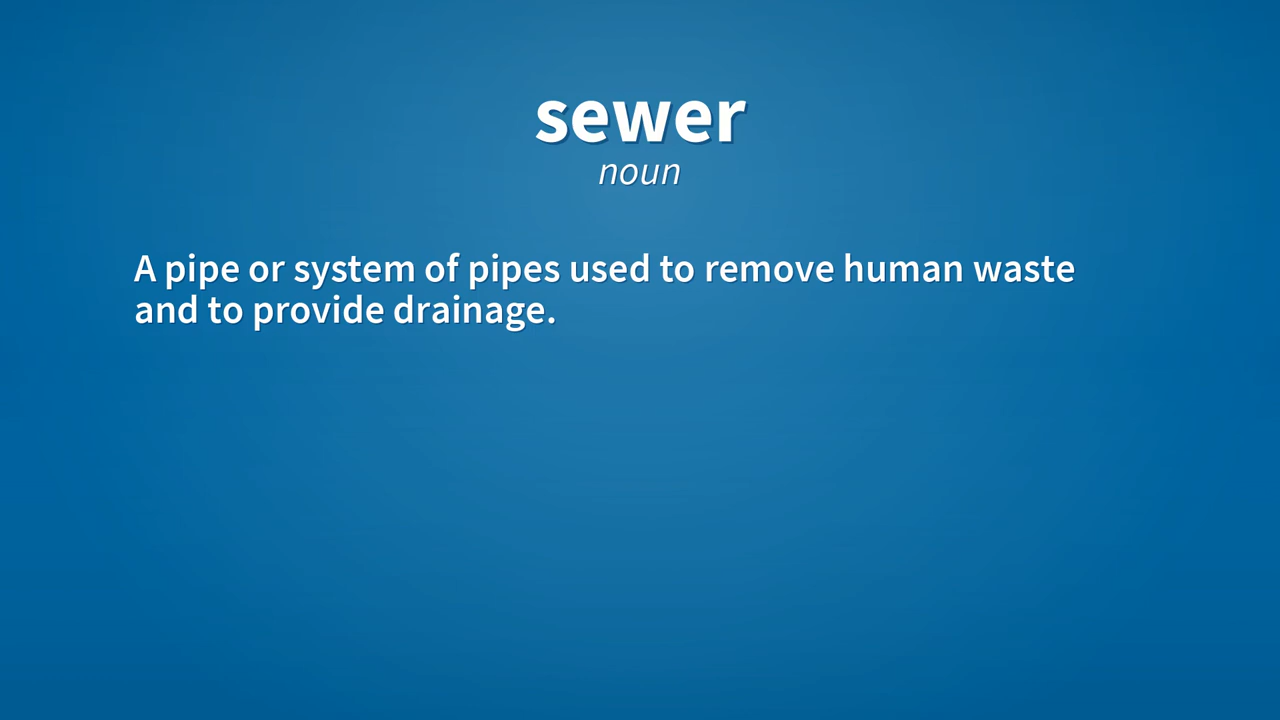 sewer
noun
A pipe or system of pipes used to remove human waste
and to provide drainage.